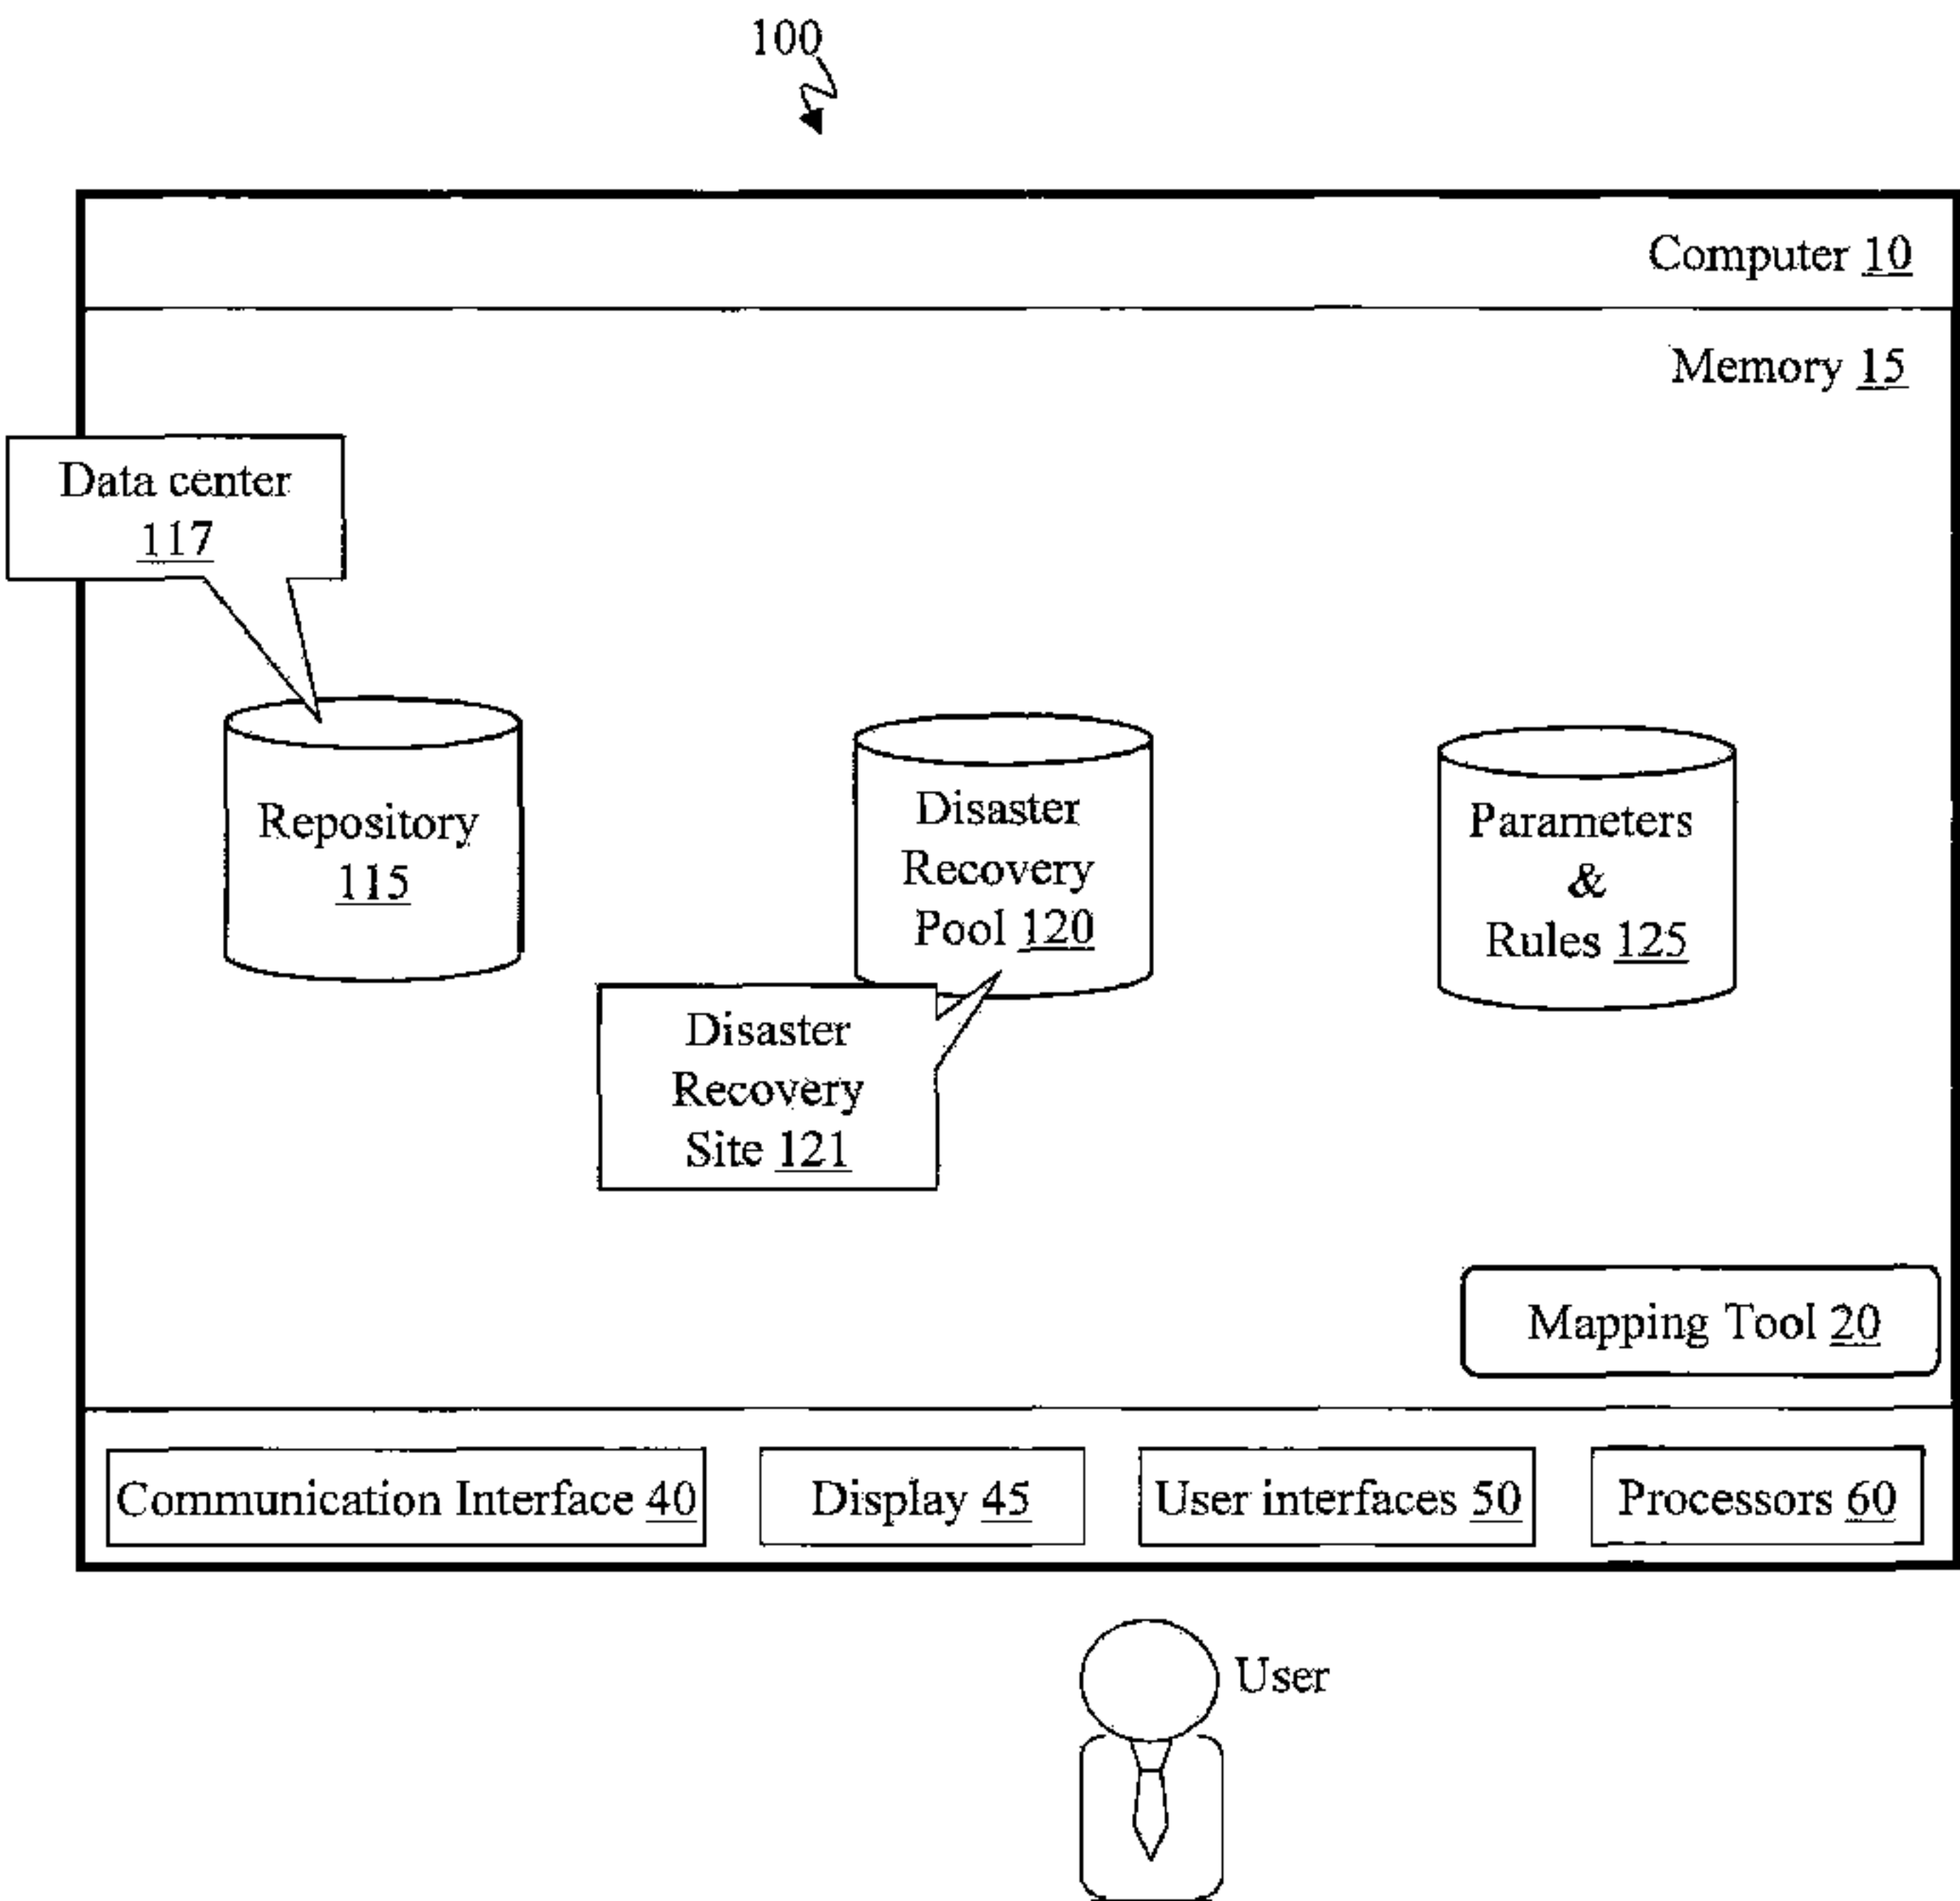 100
Computer 10
Memory 15
Data center
117
Repository
115
Disaster
Recovery
Pool 120
Parameters
&
Rules 125
Disaster
Recovery
Site 121
Mapping Tool 20
Communication Interface 40
Display 45
User interfaces 50
Processors 60
User